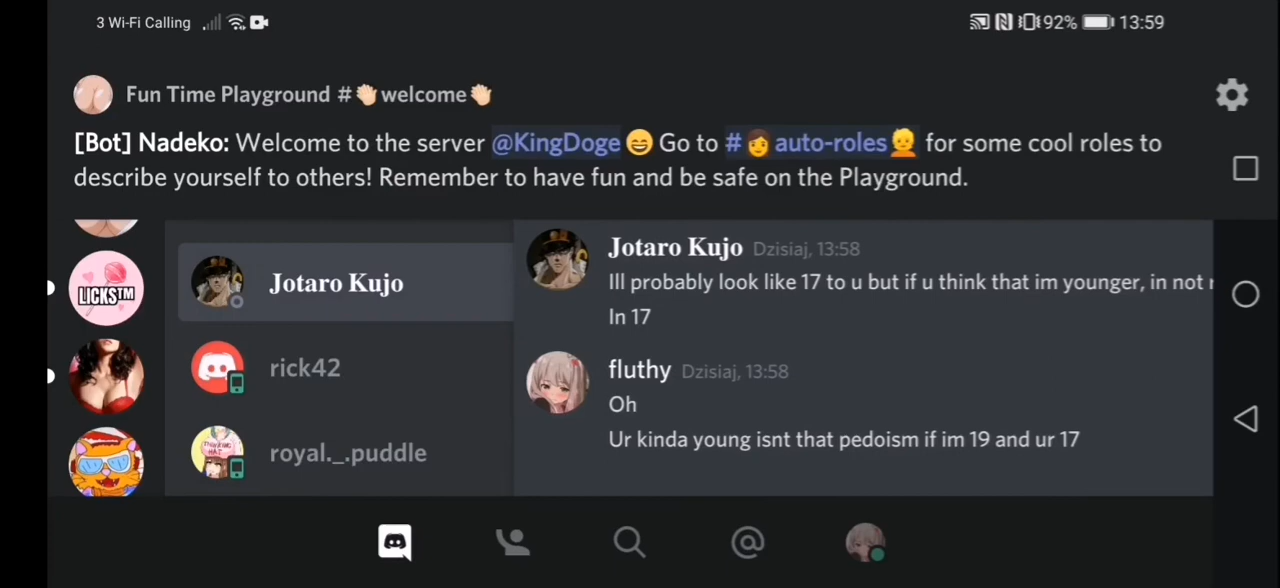 3 Wi-Fi Calling 92% 13:59
Fun Time Playground #👋🏻welcome👋🏻
[Bot] Nadeko: Welcome to the server @KingDoge 😄 Go to #👩auto-roles👱 for some cool roles to
describe yourself to others! Remember to have fun and be safe on the Playground.
LICKS™
Jotaro Kujo
rick42
royal._.puddle
Jotaro Kujo Dzisiaj, 13:58
Ill probably look like 17 to u but if u think that im younger, in not
In 17
fluthy Dzisiaj, 13:58
Oh
Ur kinda young isnt that pedoism if im 19 and ur 17